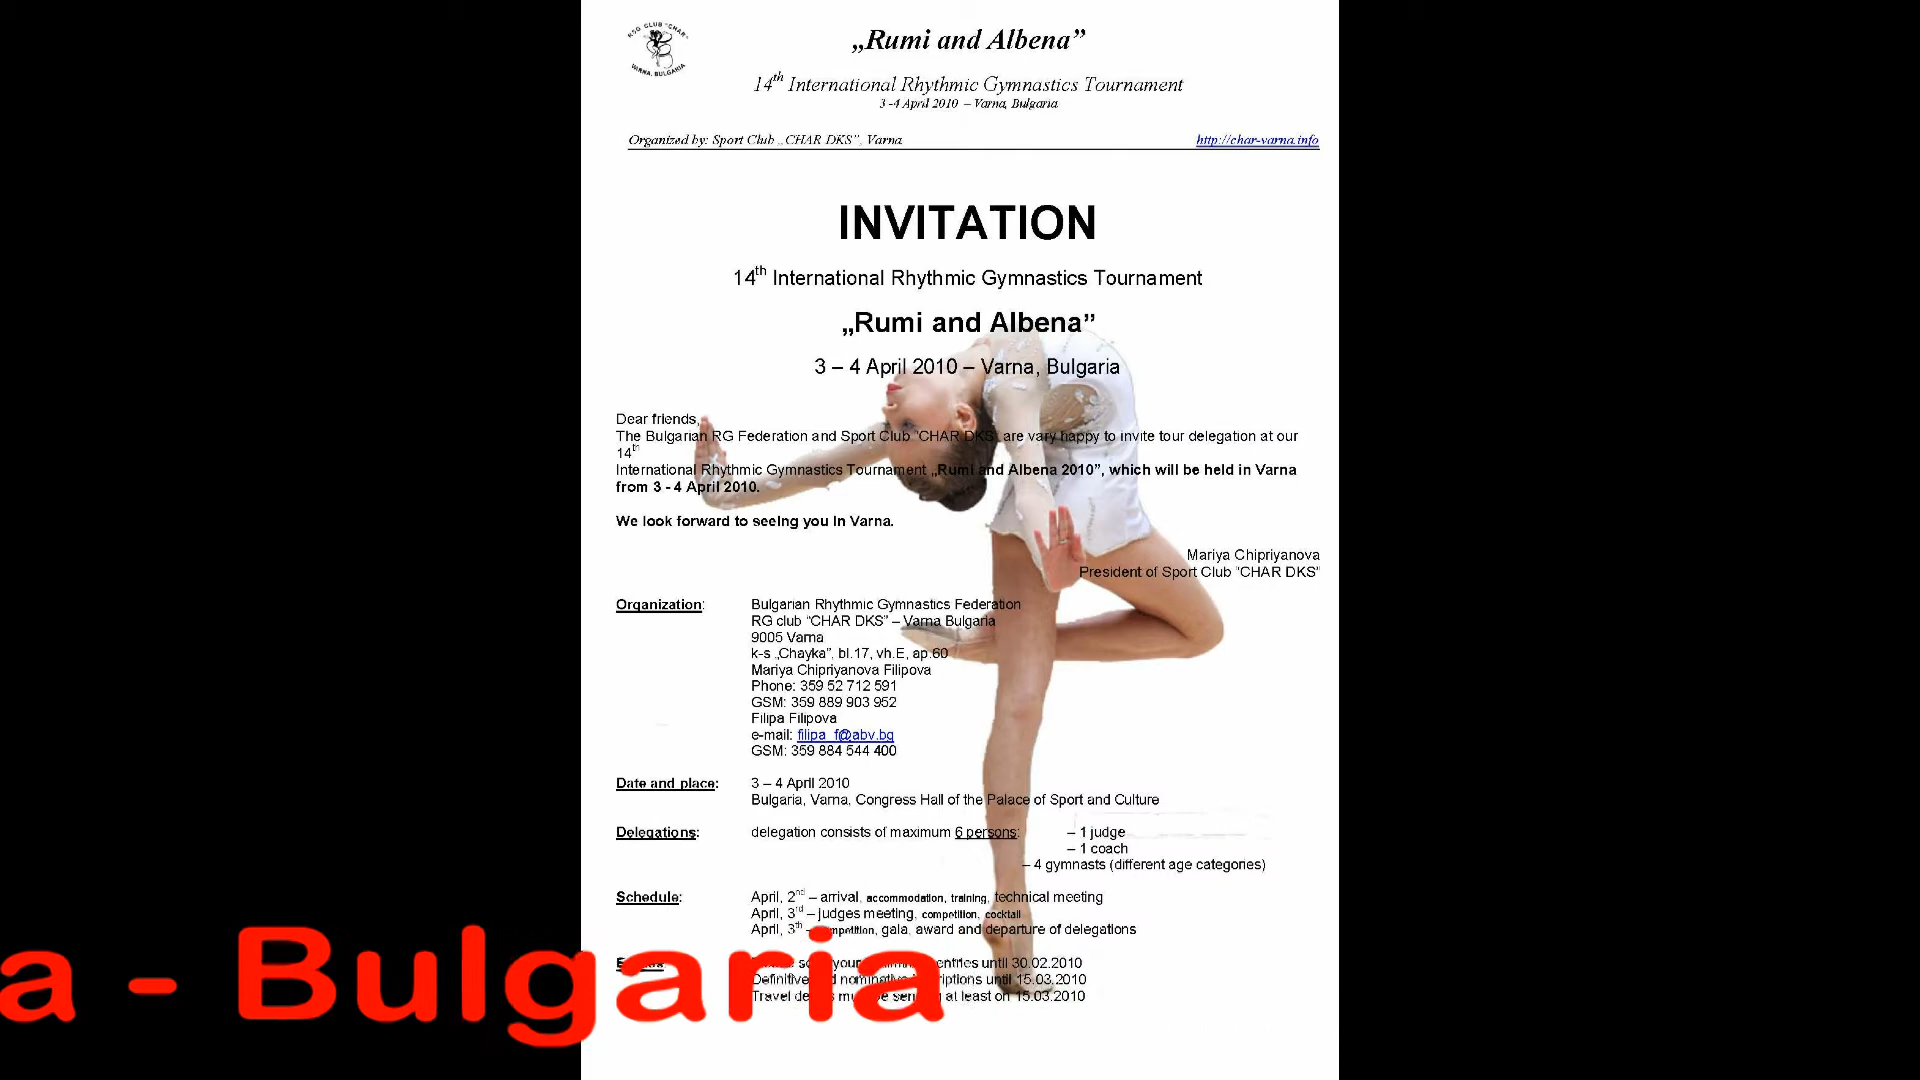 RSG CLUB "CHAR"
VARNA, BULGARIA
„Rumi and Albena”
14th International Rhythmic Gymnastics Tournament
3 -4 April 2010 – Varna, Bulgaria
Organized by: Sport Club „CHAR DKS”, Varna http://char-varna.info
INVITATION
14th International Rhythmic Gymnastics Tournament
„Rumi and Albena”
3 – 4 April 2010 – Varna, Bulgaria
Dear friends,
The Bulgarian RG Federation and Sport Club “CHAR DKS” are vary happy to invite tour delegation at our
14th
International Rhythmic Gymnastics Tournament „Rumi and Albena 2010”, which will be held in Varna
from 3 - 4 April 2010.
We look forward to seeing you in Varna.
Mariya Chipriyanova
President of Sport Club “CHAR DKS”
Organization: Bulgarian Rhythmic Gymnastics Federation
RG club “CHAR DKS” – Varna Bulgaria
9005 Varna
k-s „Chayka”, bl.17, vh.E, ap.60
Mariya Chipriyanova Filipova
Phone: 359 52 712 591
GSM: 359 889 903 952
Filipa Filipova
e-mail: filipa_f@abv.bg
GSM: 359 884 544 400
Date and place: 3 – 4 April 2010
Bulgaria, Varna, Congress Hall of the Palace of Sport and Culture
Delegations: delegation consists of maximum 6 persons: – 1 judge
– 1 coach
– 4 gymnasts (different age categories)
Schedule: April, 2nd – arrival, accommodation, training, technical meeting
April, 3rd – judges meeting, competition, cocktail
April, 3th – competition, gala, award and departure of delegations
your entries until 30.02.2010
Definitive nominative until 15.03.2010
Travel be at least on 15.03.2010
a - Bulgaria